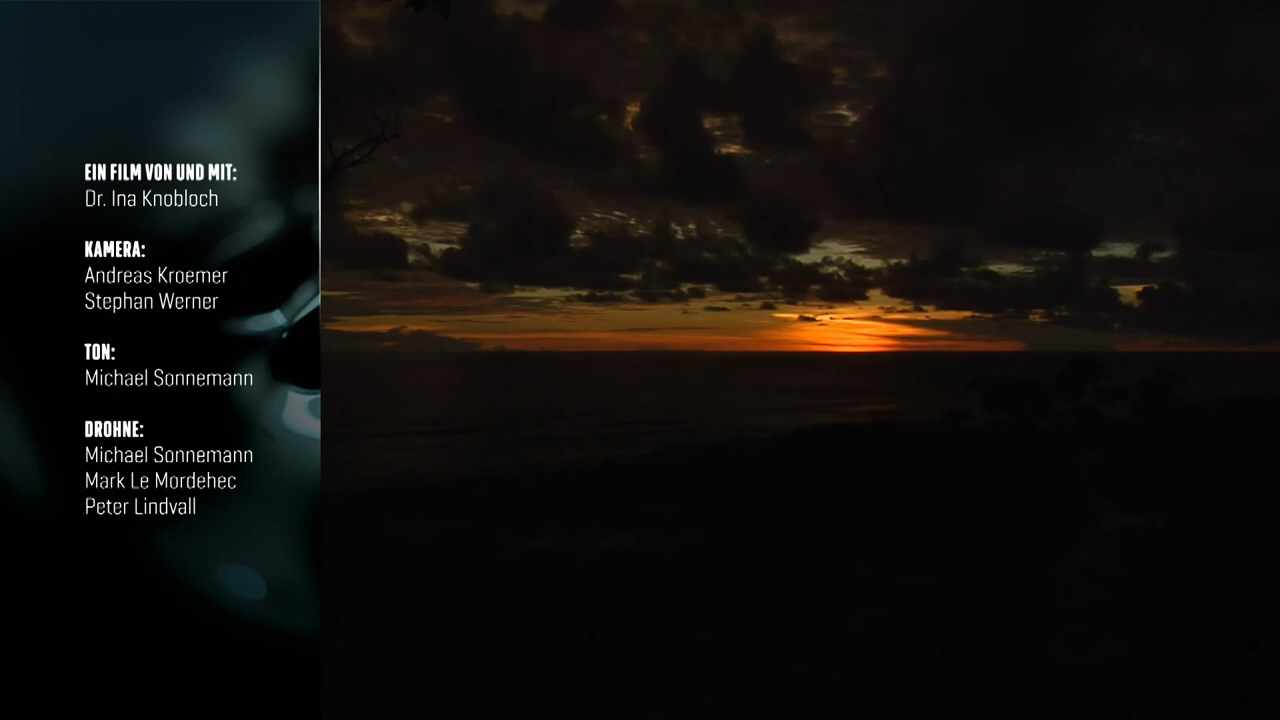 EIN FILM VON UND MIT:
Dr. Ina Knobloch
KAMERA:
Andreas Kroemer
Stephan Werner
TON:
Michael Sonnemann
DROHNE:
Michael Sonnemann
Mark Le Mordehec
Peter Lindvall